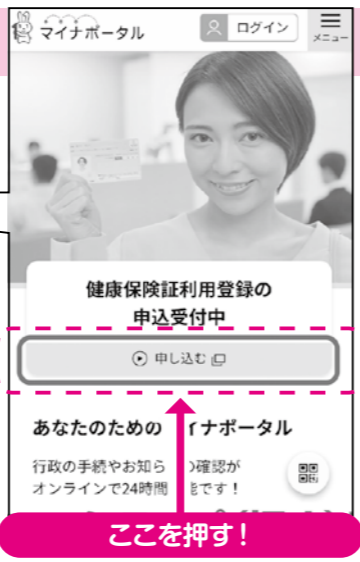 マイナポータル
ログイン
メニュー
健康保険証利用登録の
申込受付中
申し込む
あなたのための イナポータル
行政の手続やお知ら の確認が
オンラインで24時間 能です！
ここを押す！